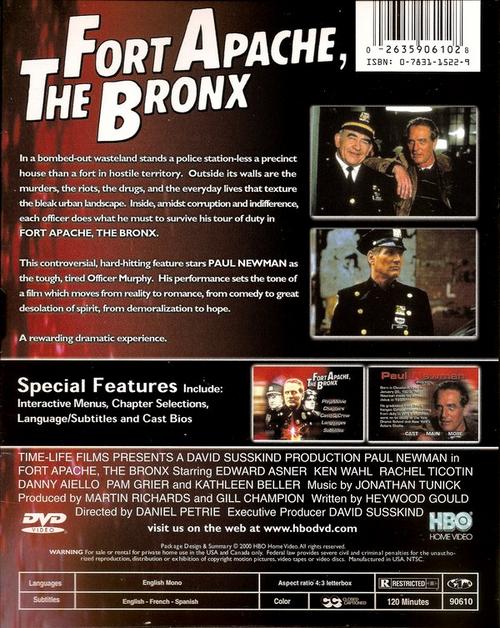 FORT APACHE,
THE BRONX
0 26359 06102 8
ISBN: 0-7831-1522-9
In a bombed-out wasteland stands a police station-less a precinct
house than a fort in hostile territory. Outside its walls are the
murders, the riots, the drugs, and the everyday lives that texture
the bleak urban landscape. Inside, amidst corruption and indifference,
each officer does what he must to survive his tour of duty in
FORT APACHE, THE BRONX.
This controversial, hard-hitting feature stars PAUL NEWMAN as
the tough, tired Officer Murphy. His performance sets the tone of
a film which moves from reality to romance, from comedy to great
desolation of spirit, from demoralization to hope.
A rewarding dramatic experience.
Special Features Include:
Interactive Menus, Chapter Selections,
Language/Subtitles and Cast Bios
FORT APACHE,
THE BRONX
Play Movie
Chapters
Cast/Crew
Languages
Subtitles
Paul Newman
CAST MAIN MORE
TIME-LIFE FILMS PRESENTS A DAVID SUSSKIND PRODUCTION PAUL NEWMAN in
FORT APACHE, THE BRONX Starring EDWARD ASNER KEN WAHL RACHEL TICOTIN
DANNY AIELLO PAM GRIER and KATHLEEN BELLER Music by JONATHAN TUNICK
Produced by MARTIN RICHARDS and GILL CHAMPION Written by HEYWOOD GOULD
Directed by DANIEL PETRIE Executive Producer DAVID SUSSKIND
DVD
VIDEO
visit us on the web at www.hbodvd.com
HBO
HOME VIDEO
Package Design & Summary © 2000 HBO Home Video. All rights reserved.
WARNING For sale or rental for private home use in the USA and Canada only. Federal law provides severe civil and criminal penalties for the unautho-
rized reproduction, distribution or exhibition of copyright motion pictures, video tapes or video discs. Manufactured in USA. NTSC.
Languages English Mono Aspect ratio 4:3 letterbox R RESTRICTED
Subtitles English - French - Spanish Color CC CLOSED CAPTIONED 120 Minutes 90610